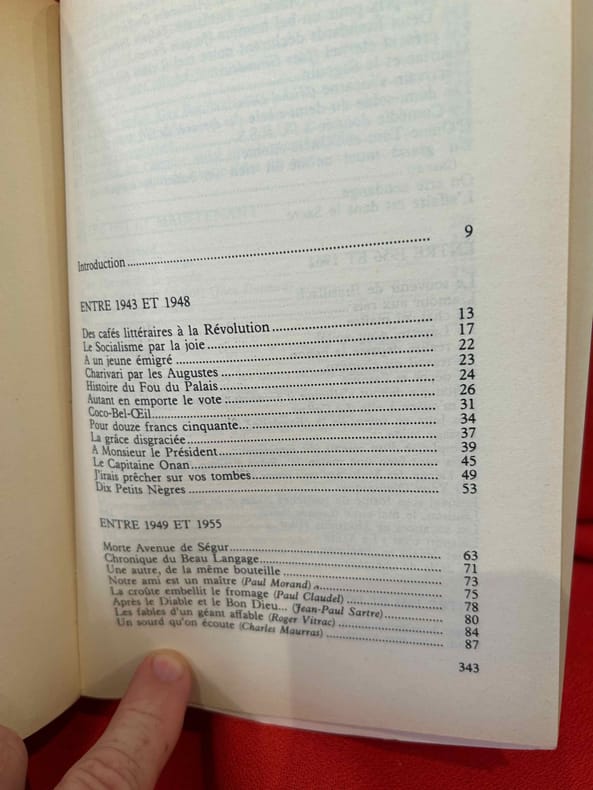 Introduction 9
ENTRE 1943 ET 1948
Des cafés littéraires à la Révolution 13
Le Socialisme par la joie 17
A un jeune émigré 22
Charivari par les Augustes 23
Histoire du Fou du Palais 24
Autant en emporte le vote 26
Coco-Bel-Œil 31
Pour douze francs cinquante... 34
La grâce disgraciée 37
A Monsieur le Président 39
Le Capitaine Onan 45
J'irais prêcher sur vos tombes 49
Dix Petits Nègres 53
ENTRE 1949 ET 1955
Morte Avenue de Ségur 63
Chronique du Beau Langage 71
Une autre, de la même bouteille 73
Notre ami est un maître (Paul Morand) 75
La croûte embellit le fromage (Paul Claudel) 78
Après le Diable et le Bon Dieu... (Jean-Paul Sartre) 80
Les fables d'un géant affable (Roger Vitrac) 84
Un sourd qu'on écoute (Charles Maurras) 87
343